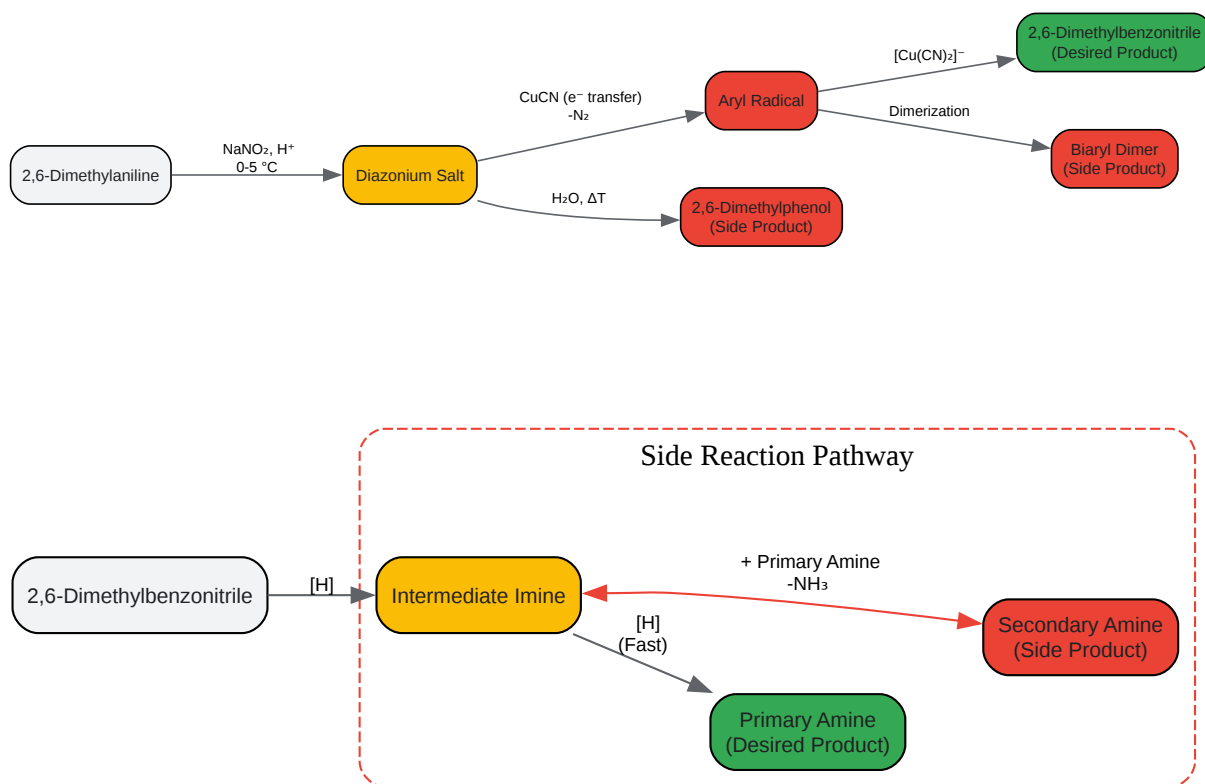 2,6-Dimethylaniline
NaNO₂, H⁺
0-5 °C
Diazonium Salt
CuCN (e⁻ transfer)
-N₂
Aryl Radical
[Cu(CN)₂]⁻
2,6-Dimethylbenzonitrile
(Desired Product)
Dimerization
Biaryl Dimer
(Side Product)
H₂O, ΔT
2,6-Dimethylphenol
(Side Product)
Side Reaction Pathway
2,6-Dimethylbenzonitrile
[H]
Intermediate Imine
+ Primary Amine
-NH₃
Secondary Amine
(Side Product)
[H]
(Fast)
Primary Amine
(Desired Product)